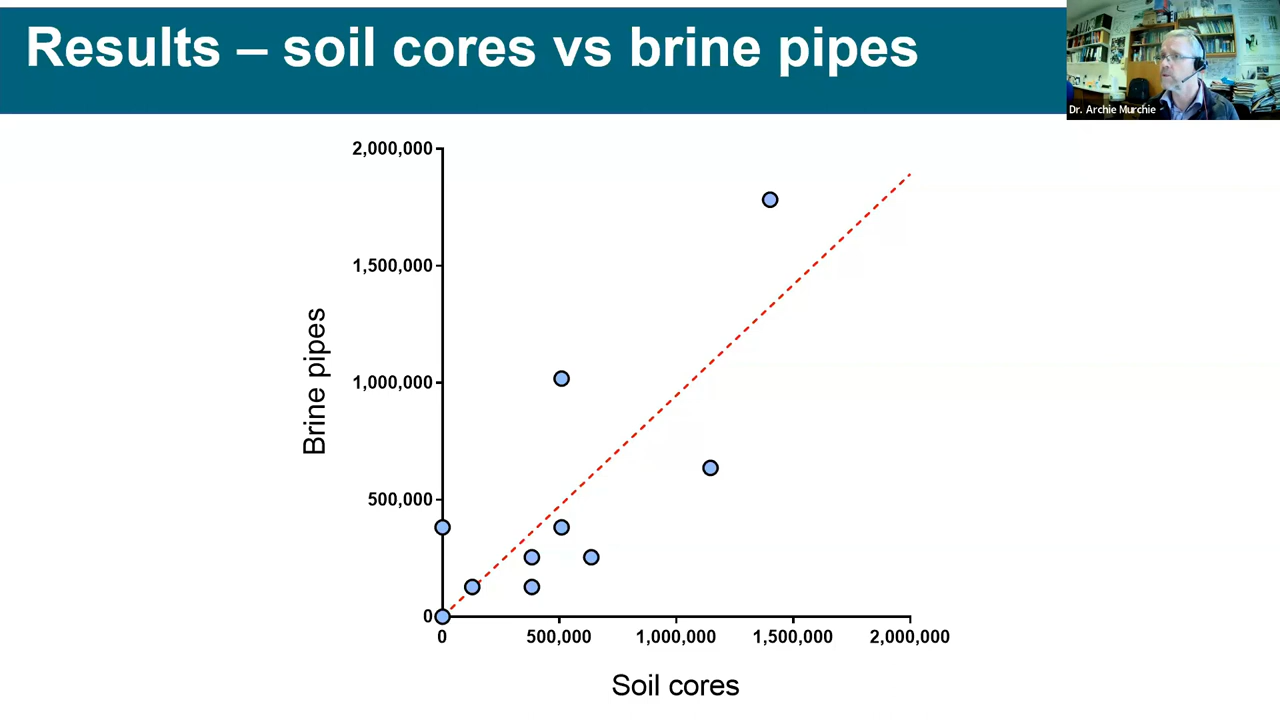 Results – soil cores vs brine pipes
Dr. Archie Murchie
2,000,000
1,500,000
1,000,000
500,000
0
Brine pipes
0 500,000 1,000,000 1,500,000 2,000,000
Soil cores